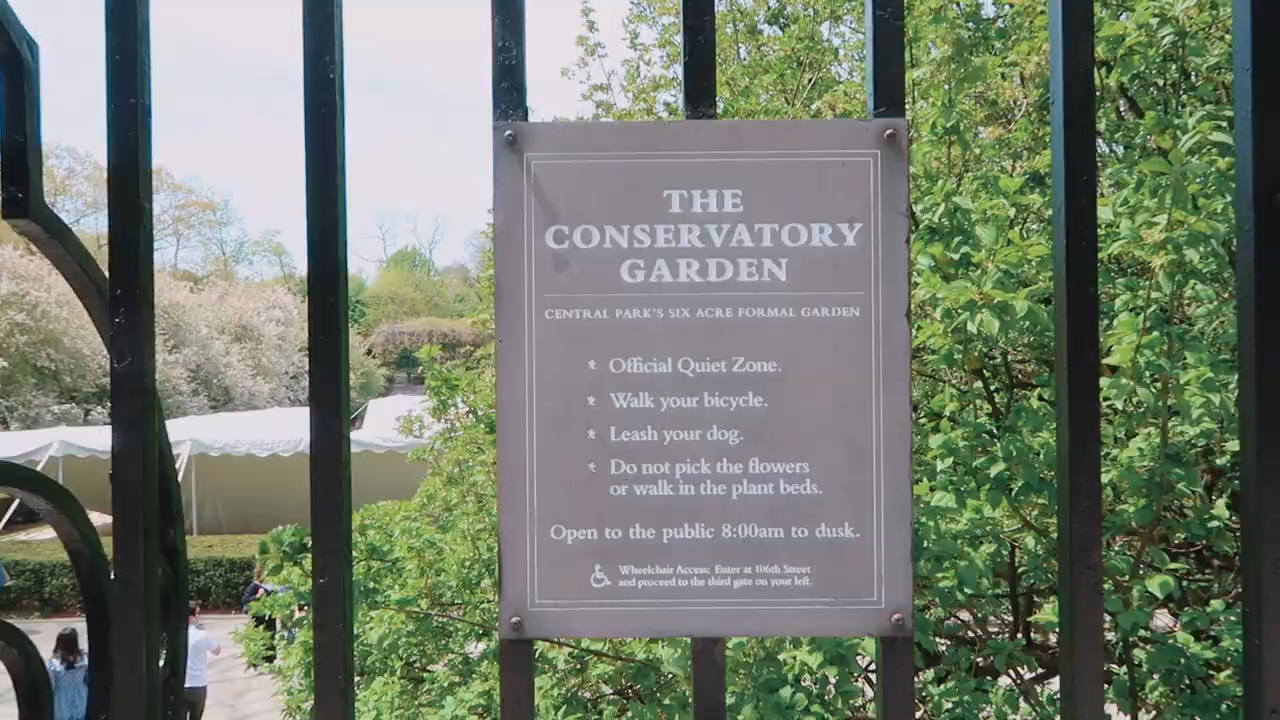 THE
CONSERVATORY
GARDEN
CENTRAL PARK'S SIX ACRE FORMAL GARDEN
* Official Quiet Zone.
* Walk your bicycle.
* Leash your dog.
* Do not pick the flowers
or walk in the plant beds.
Open to the public 8:00am to dusk.
Wheelchair Access: Enter at 106th Street
and proceed to the third gate on your left.